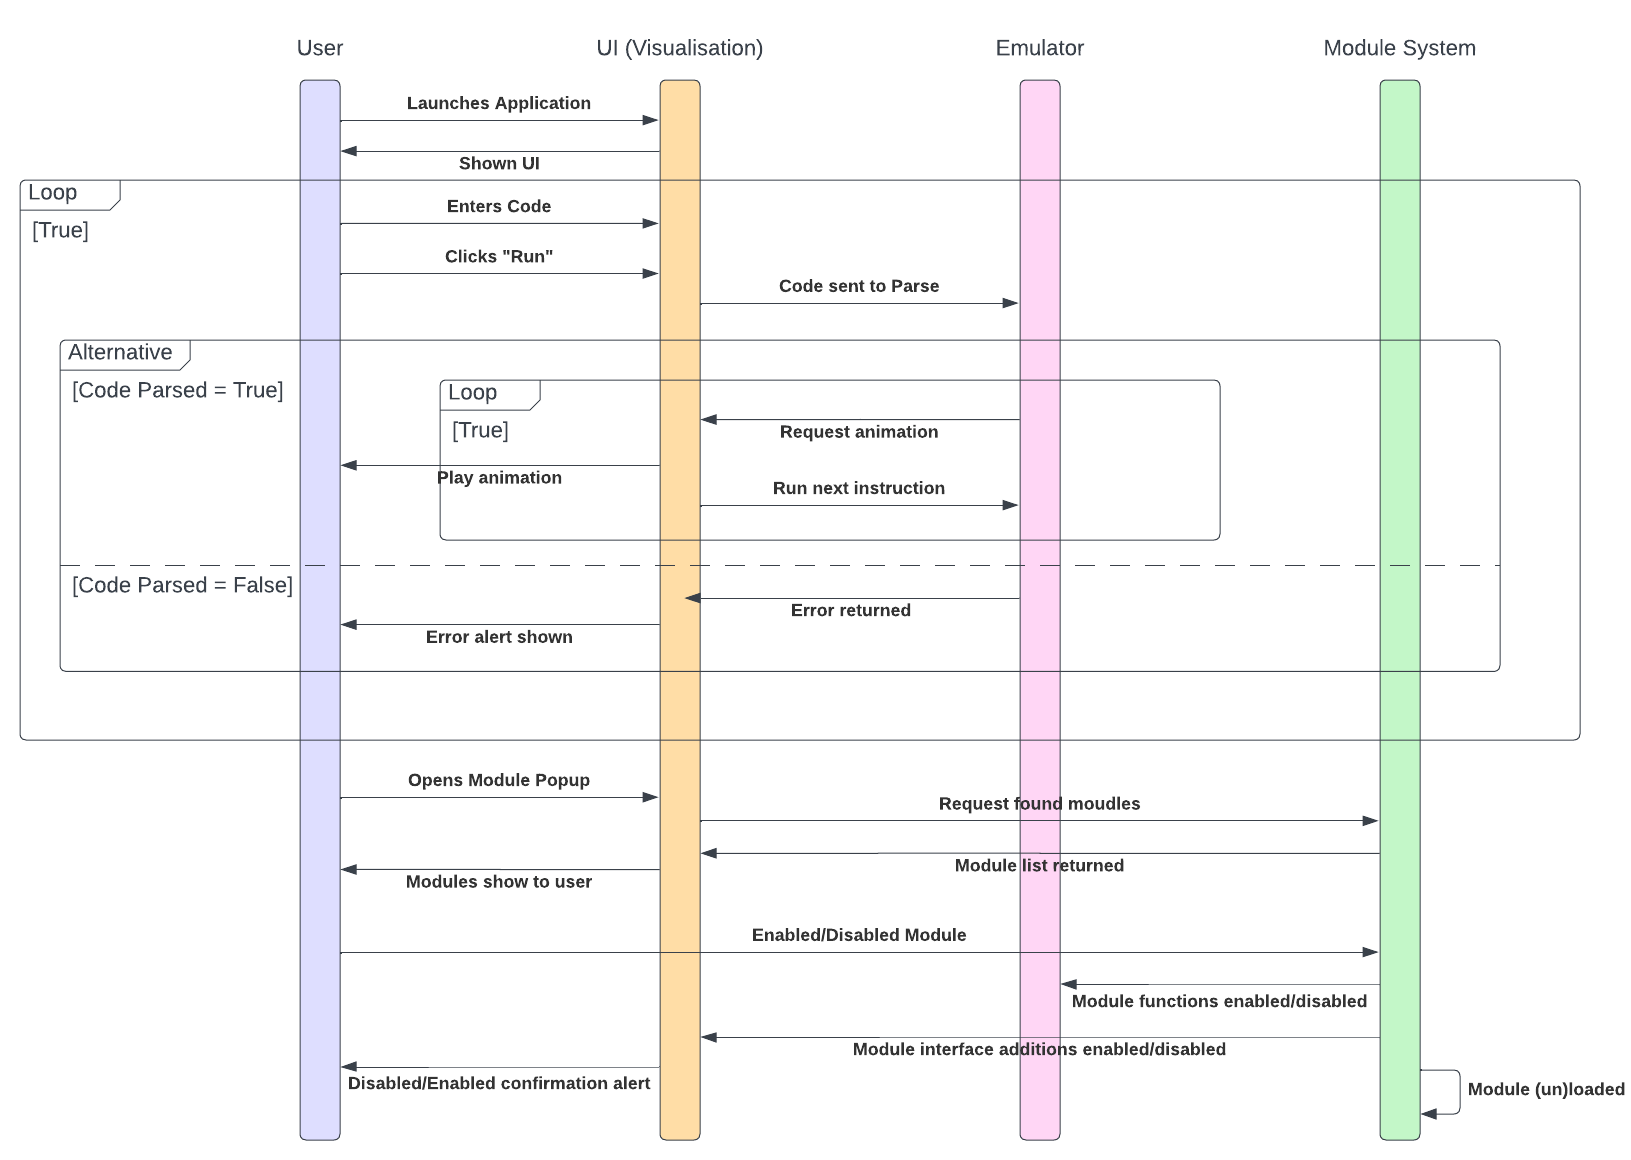 User
UI (Visualisation)
Emulator
Module System
Launches Application
Shown UI
Loop
[True]
Enters Code
Clicks "Run"
Code sent to Parse
Alternative
[Code Parsed = True]
Loop
[True]
Request animation
Play animation
Run next instruction
[Code Parsed = False]
Error returned
Error alert shown
Opens Module Popup
Request found moudles
Module list returned
Modules show to user
Enabled/Disabled Module
Module functions enabled/disabled
Module interface additions enabled/disabled
Disabled/Enabled confirmation alert
Module (un)loaded